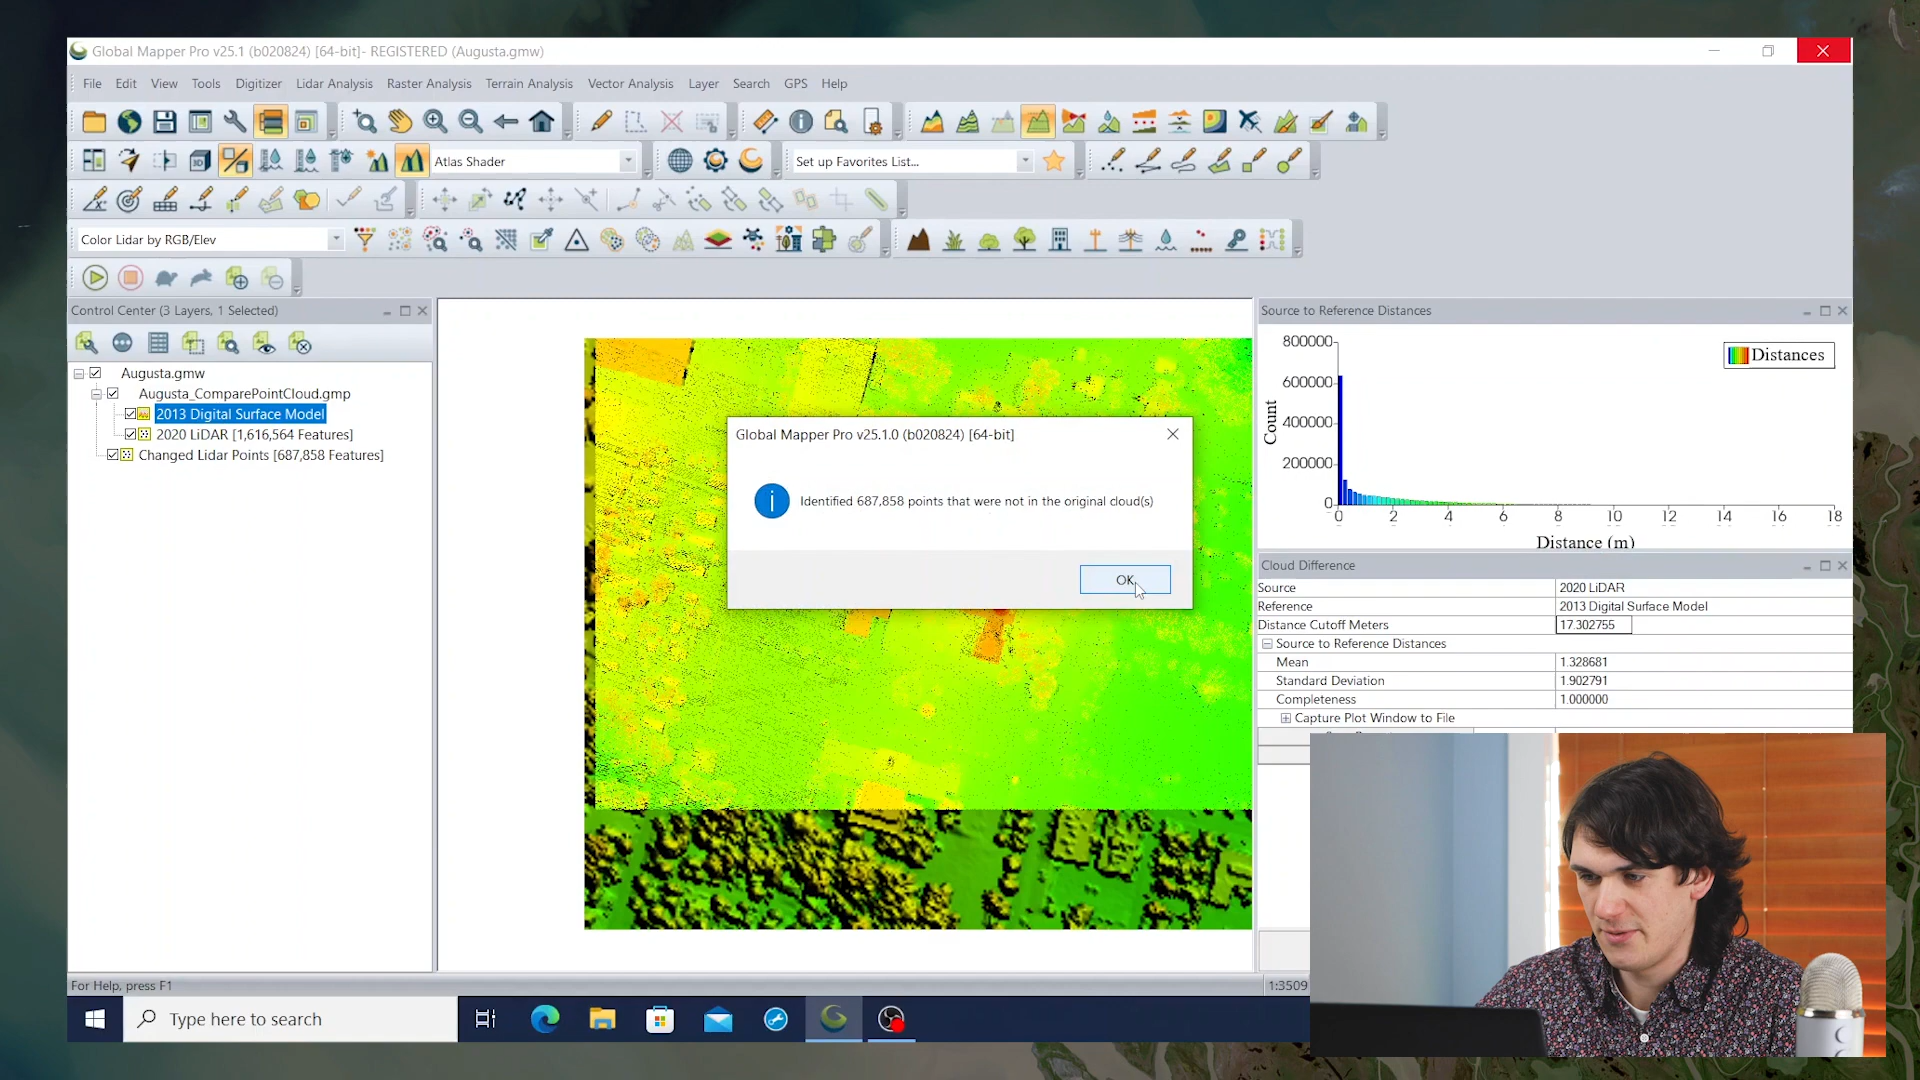 Global Mapper Pro v25.1 (b020824) [64-bit]- REGISTERED (Augusta.gmw)
File Edit View Tools Digitizer Lidar Analysis Raster Analysis Terrain Analysis Vector Analysis Layer Search GPS Help
Atlas Shader
Set up Favorites List...
Color Lidar by RGB/Elev
Control Center (3 Layers, 1 Selected)
Augusta.gmw
Augusta_ComparePointCloud.gmp
2013 Digital Surface Model
2020 LiDAR [1,616,564 Features]
Changed Lidar Points [687,858 Features]
Global Mapper Pro v25.1.0 (b020824) [64-bit]
Identified 687,858 points that were not in the original cloud(s)
OK
Source to Reference Distances
Distances
800000
600000
400000
200000
0
Count
0 2 4 6 8 10 12 14 16 18
Distance (m)
Cloud Difference
Source 2020 LiDAR
Reference 2013 Digital Surface Model
Distance Cutoff Meters 17.302755
Source to Reference Distances
Mean 1.328681
Standard Deviation 1.902791
Completeness 1.000000
Capture Plot Window to File
For Help, press F1
1:3509
Type here to search